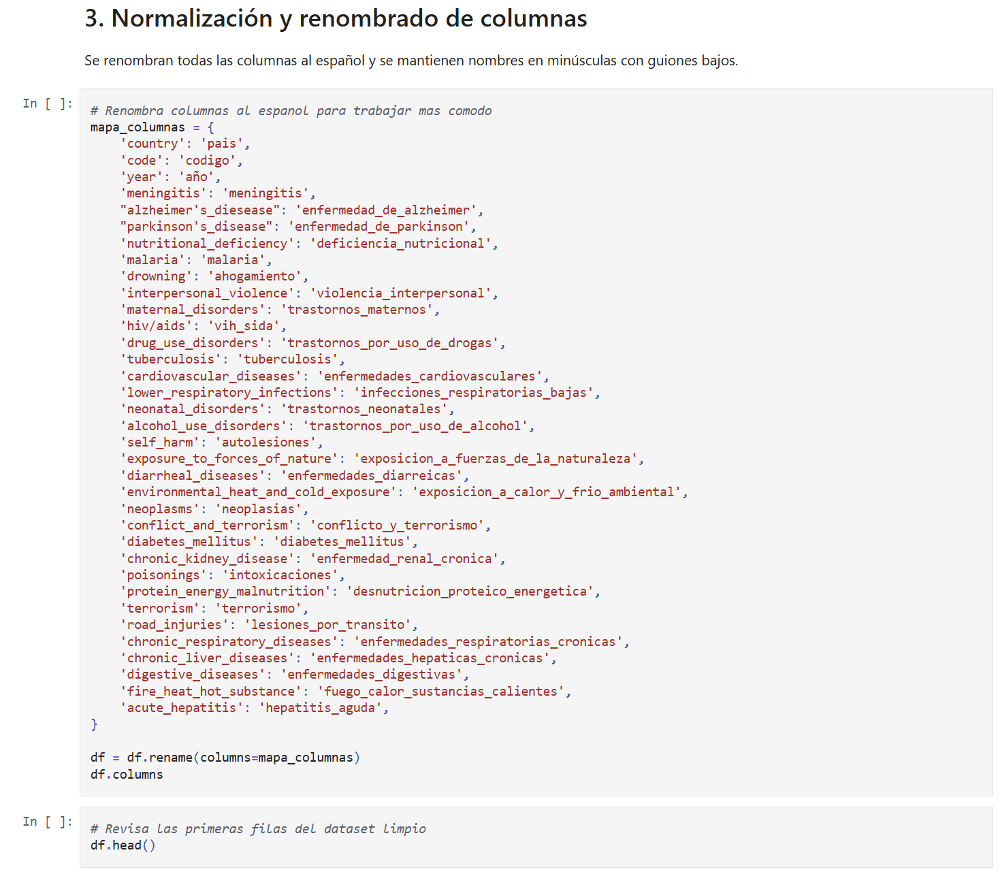 3. Normalización y renombrado de columnas
Se renombran todas las columnas al español y se mantienen nombres en minúsculas con guiones bajos.
In [ ]:
# Renombra columnas al espanol para trabajar mas comodo
mapa_columnas = {
    'country': 'pais',
    'code': 'codigo',
    'year': 'año',
    'meningitis': 'meningitis',
    "alzheimer's_diesease": 'enfermedad_de_alzheimer',
    "parkinson's_disease": 'enfermedad_de_parkinson',
    'nutritional_deficiency': 'deficiencia_nutricional',
    'malaria': 'malaria',
    'drowning': 'ahogamiento',
    'interpersonal_violence': 'violencia_interpersonal',
    'maternal_disorders': 'trastornos_maternos',
    'hiv/aids': 'vih_sida',
    'drug_use_disorders': 'trastornos_por_uso_de_drogas',
    'tuberculosis': 'tuberculosis',
    'cardiovascular_diseases': 'enfermedades_cardiovasculares',
    'lower_respiratory_infections': 'infecciones_respiratorias_bajas',
    'neonatal_disorders': 'trastornos_neonatales',
    'alcohol_use_disorders': 'trastornos_por_uso_de_alcohol',
    'self_harm': 'autolesiones',
    'exposure_to_forces_of_nature': 'exposicion_a_fuerzas_de_la_naturaleza',
    'diarrheal_diseases': 'enfermedades_diarreicas',
    'environmental_heat_and_cold_exposure': 'exposicion_a_calor_y_frio_ambiental',
    'neoplasms': 'neoplasias',
    'conflict_and_terrorism': 'conflicto_y_terrorismo',
    'diabetes_mellitus': 'diabetes_mellitus',
    'chronic_kidney_disease': 'enfermedad_renal_cronica',
    'poisonings': 'intoxicaciones',
    'protein_energy_malnutrition': 'desnutricion_proteico_energetica',
    'terrorism': 'terrorismo',
    'road_injuries': 'lesiones_por_transito',
    'chronic_respiratory_diseases': 'enfermedades_respiratorias_cronicas',
    'chronic_liver_diseases': 'enfermedades_hepaticas_cronicas',
    'digestive_diseases': 'enfermedades_digestivas',
    'fire_heat_hot_substance': 'fuego_calor_sustancias_calientes',
    'acute_hepatitis': 'hepatitis_aguda',
}
df = df.rename(columns=mapa_columnas)
df.columns
In [ ]:
# Revisa las primeras filas del dataset limpio
df.head()